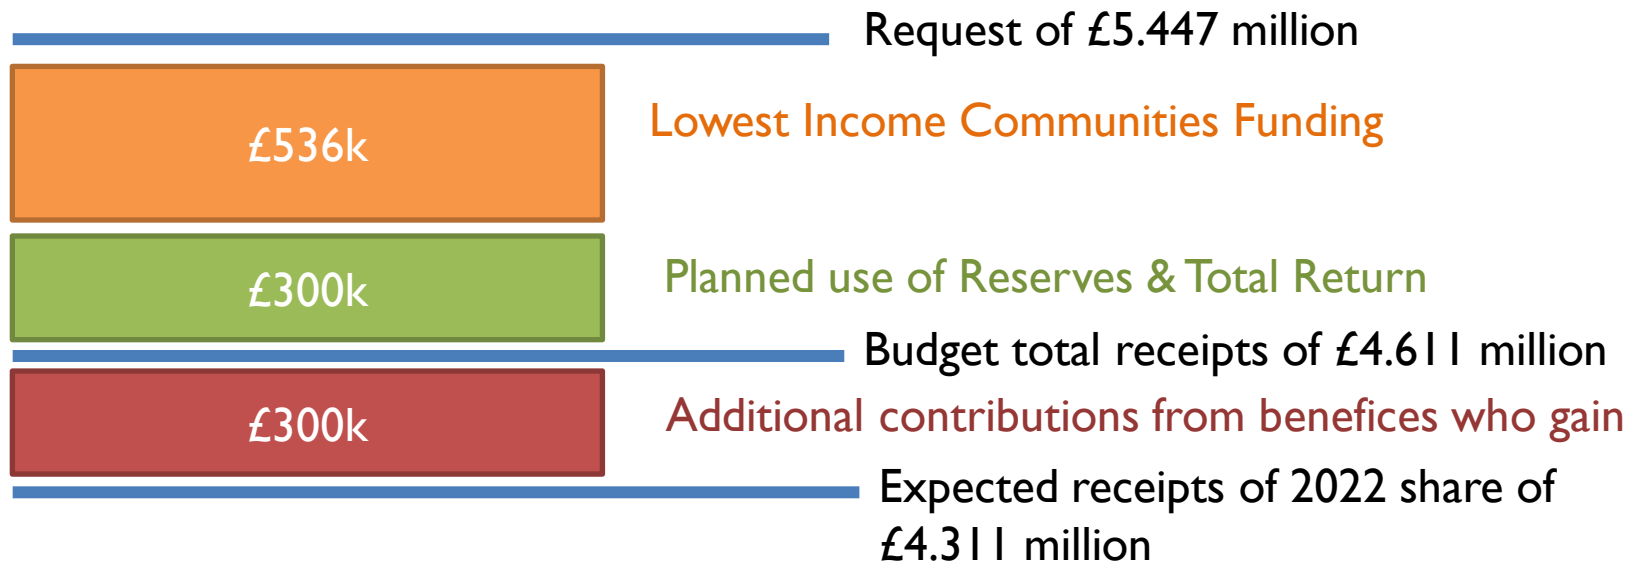 Request of £5.447 million
£536k
Lowest Income Communities Funding
£300k
Planned use of Reserves & Total Return
Budget total receipts of £4.611 million
£300k
Additional contributions from benefices who gain
Expected receipts of 2022 share of
£4.311 million